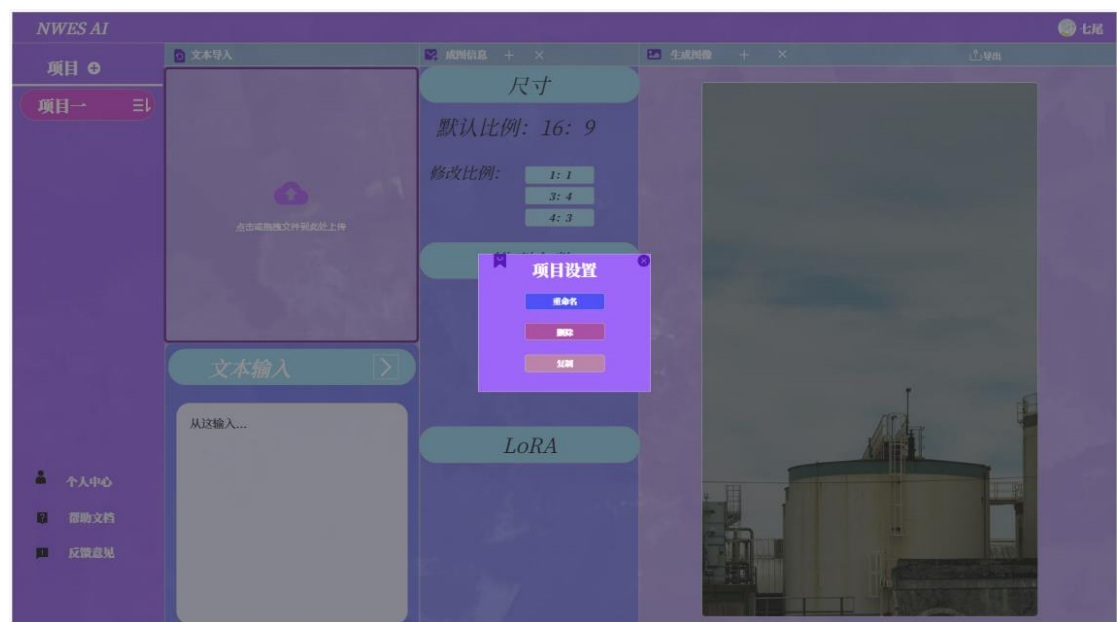 NWES AI
七尾
项目
项目一
个人中心
帮助文档
反馈意见
文本导入
点击或拖拽文件到此处上传
文本输入
从这输入...
成图信息
尺寸
默认比例：16：9
修改比例：
1：1
3：4
4：3
LoRA
生成图像
导出
项目设置
重命名
删除
复制